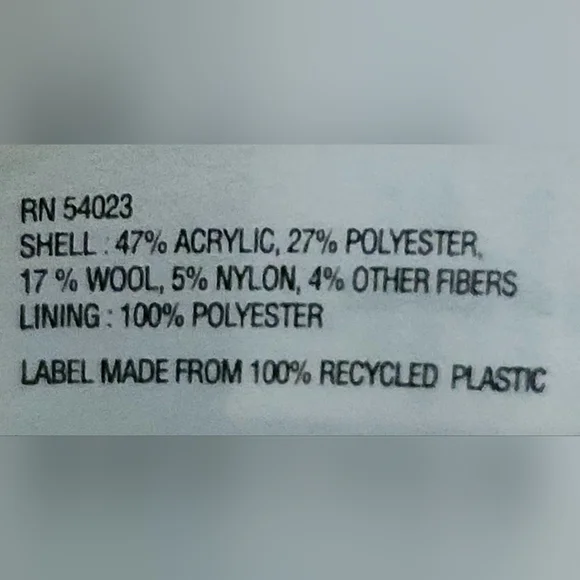 RN 54023
SHELL : 47% ACRYLIC, 27% POLYESTER,
17 % WOOL, 5% NYLON, 4% OTHER FIBERS
LINING : 100% POLYESTER
LABEL MADE FROM 100% RECYCLED PLASTIC